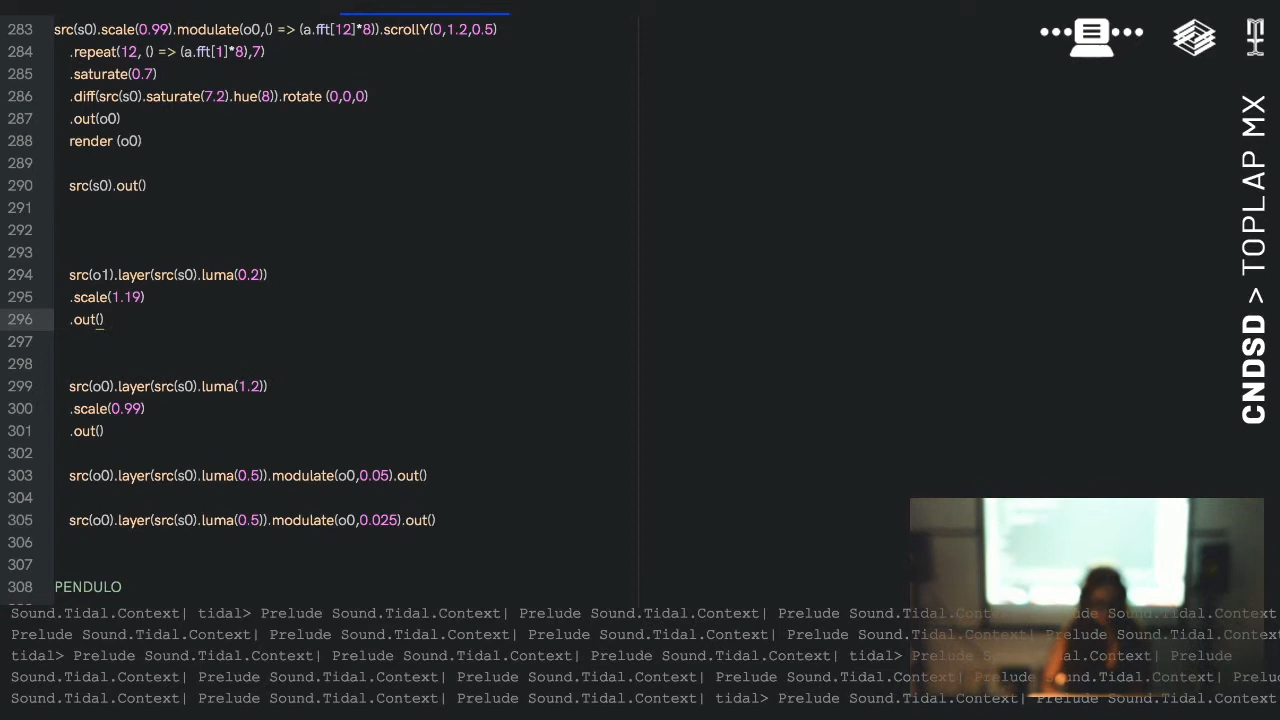 283 src(s0).scale(0.99).modulate(o0,() => (a.fft[12]*8)).scrollY(0,1.2,0.5)
284 .repeat(12, () => (a.fft[1]*8),7)
285 .saturate(0.7)
286 .diff(src(s0).saturate(7.2).hue(8)).rotate (0,0,0)
287 .out(o0)
288 render (o0)
289
290 src(s0).out()
291
292
293
294 src(o1).layer(src(s0).luma(0.2))
295 .scale(1.19)
296 .out()
297
298
299 src(o0).layer(src(s0).luma(1.2))
300 .scale(0.99)
301 .out()
302
303 src(o0).layer(src(s0).luma(0.5)).modulate(o0,0.05).out()
304
305 src(o0).layer(src(s0).luma(0.5)).modulate(o0,0.025).out()
306
307
308 PENDULO
Sound.Tidal.Context| tidal> Prelude Sound.Tidal.Context| Prelude Sound.Tidal.Context| Prelude Sound.Tidal.Context| Prelude Sound.Tidal.Context|
Prelude Sound.Tidal.Context| Prelude Sound.Tidal.Context| Prelude Sound.Tidal.Context| Prelude Sound.Tidal.Context| Prelude Sound.Tidal.Context|
tidal> Prelude Sound.Tidal.Context| Prelude Sound.Tidal.Context| Prelude Sound.Tidal.Context| tidal> Prelude Sound.Tidal.Context| Prelude
Sound.Tidal.Context| Prelude Sound.Tidal.Context| Prelude Sound.Tidal.Context| Prelude Sound.Tidal.Context| Prelude
Sound.Tidal.Context| Prelude Sound.Tidal.Context| Prelude Sound.Tidal.Context| tidal> Prelude Sound.Tidal.Context| Prelude
CNDSD > TOPLAP MX